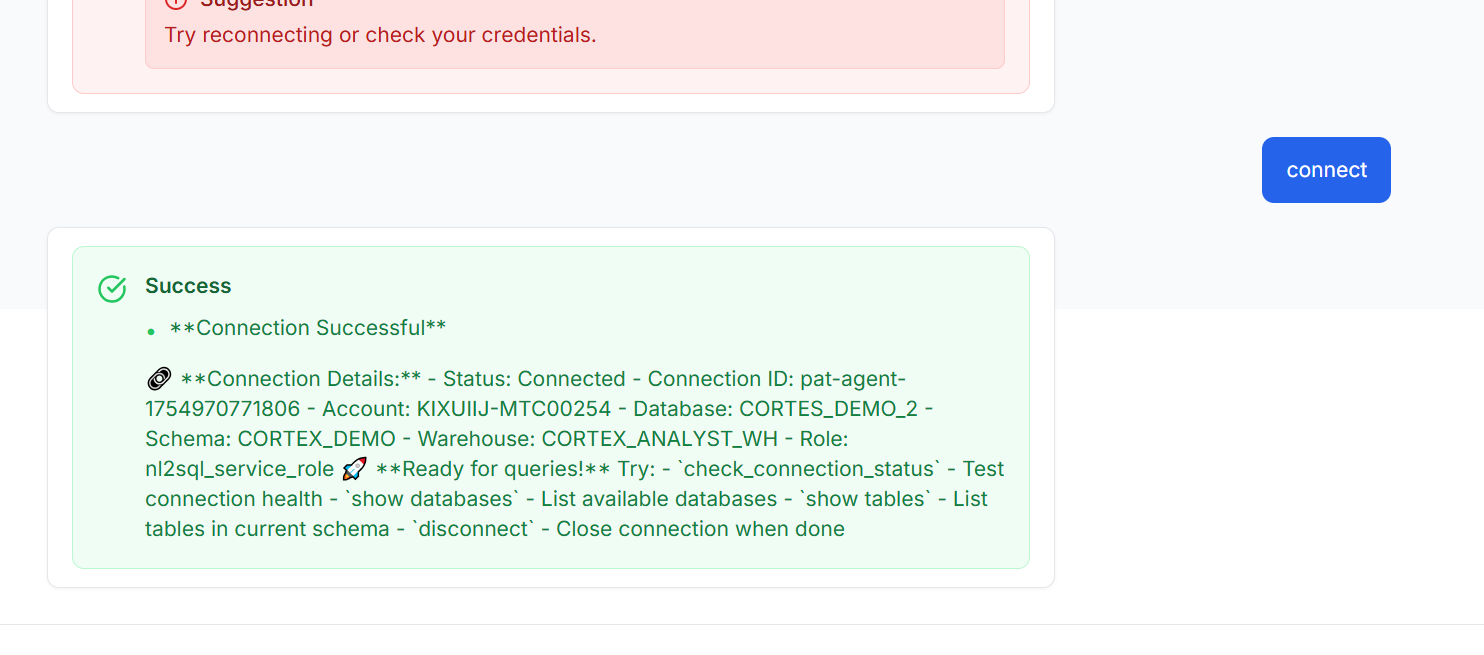 Suggestion
Try reconnecting or check your credentials.
connect
Success
**Connection Successful**
🔗 **Connection Details:** - Status: Connected - Connection ID: pat-agent-
1754970771806 - Account: KIXUIIJ-MTC00254 - Database: CORTES_DEMO_2 -
Schema: CORTEX_DEMO - Warehouse: CORTEX_ANALYST_WH - Role:
nl2sql_service_role 🚀 **Ready for queries!** Try: - `check_connection_status` - Test
connection health - `show databases` - List available databases - `show tables` - List
tables in current schema - `disconnect` - Close connection when done